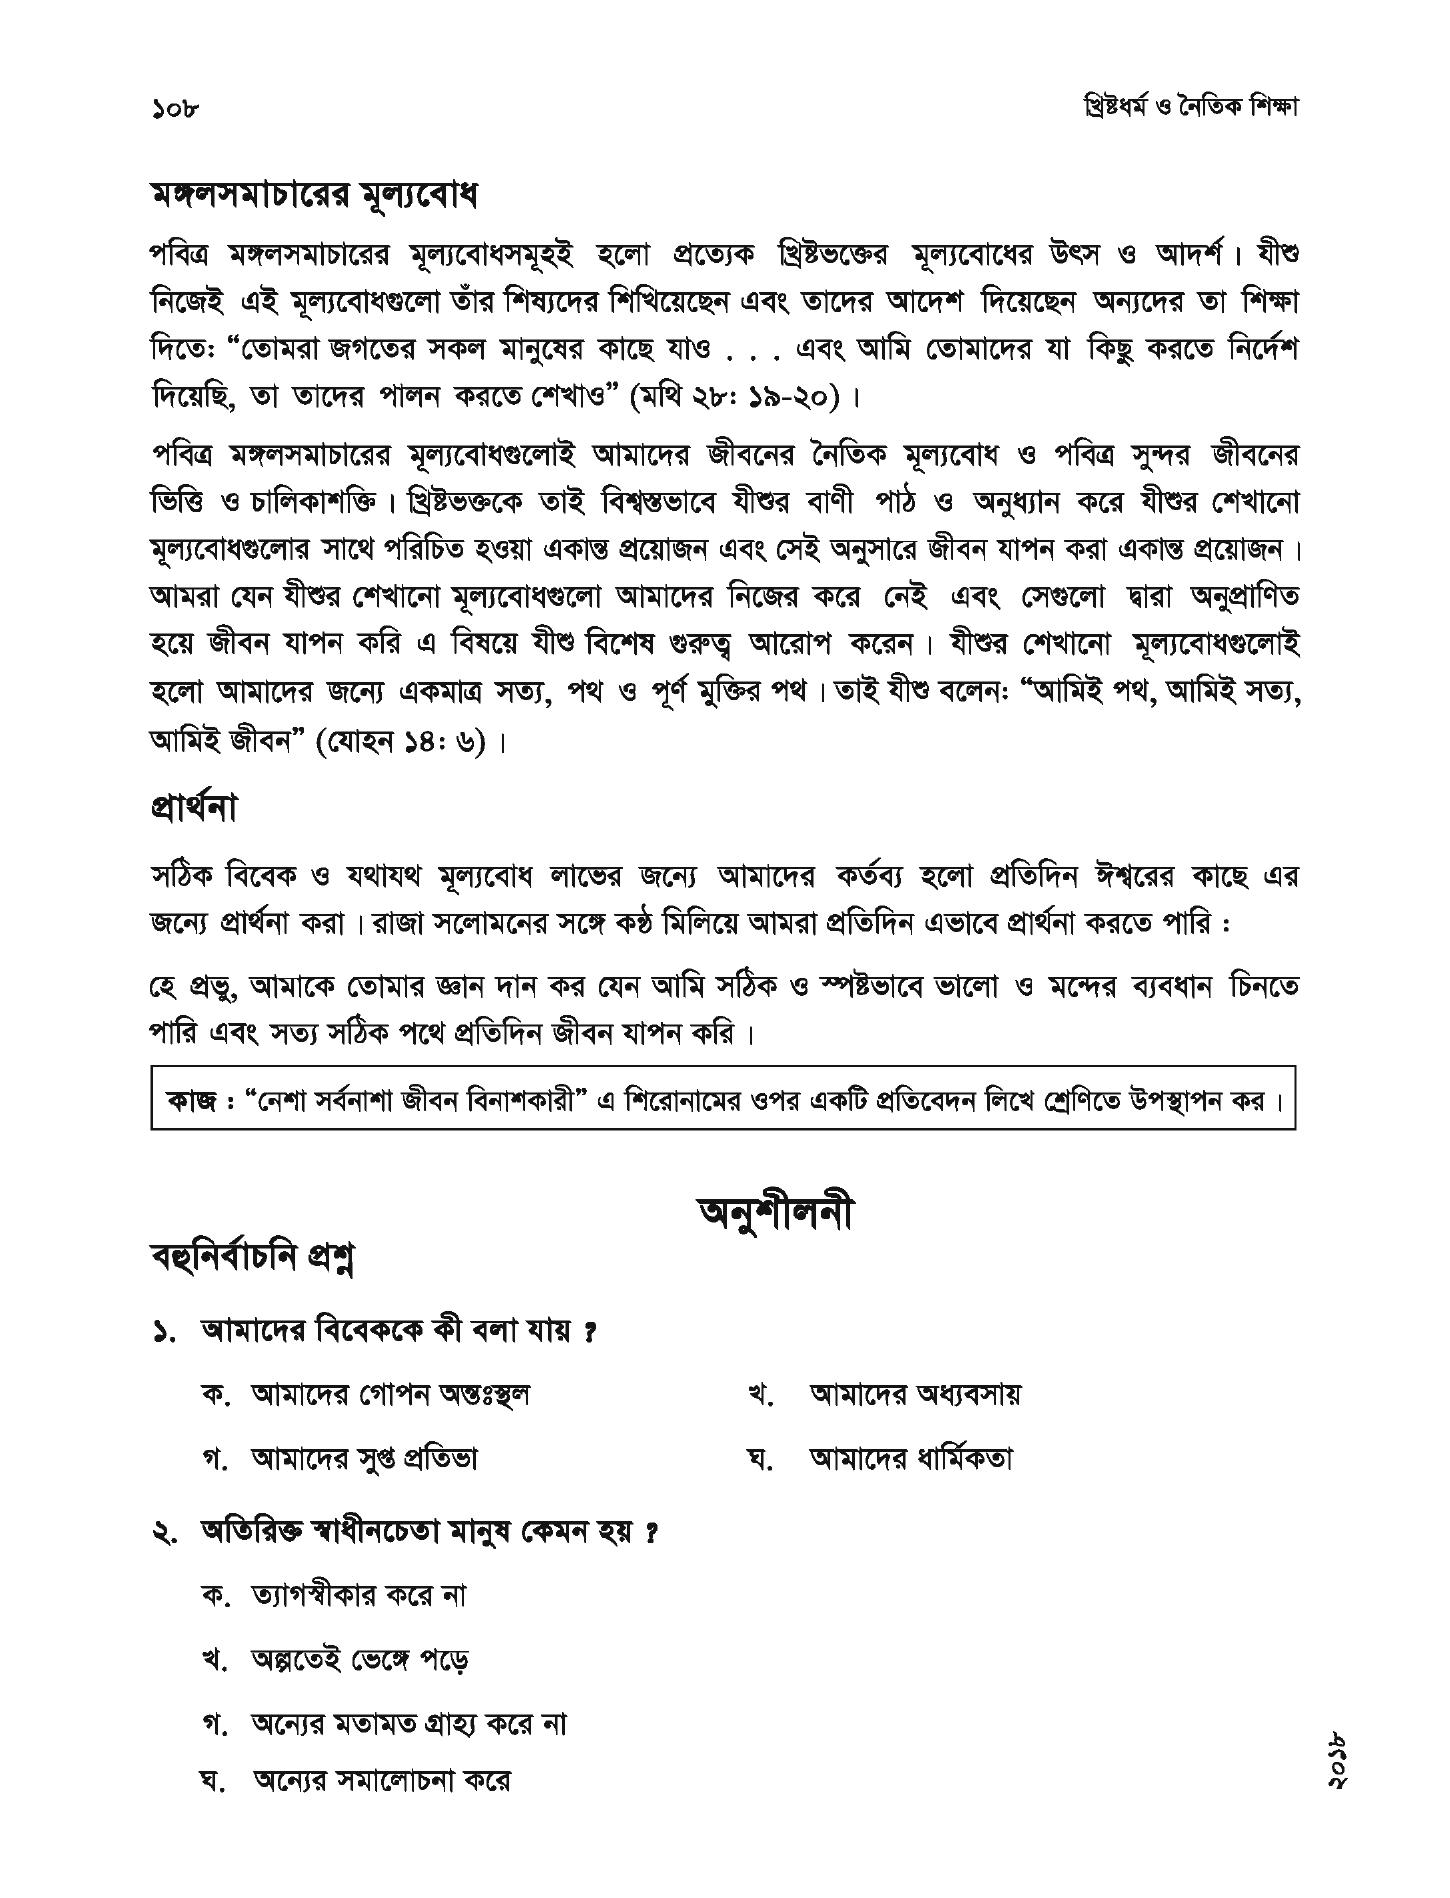 ১০৮
খ্রিষ্টধর্ম ও নৈতিক শিক্ষা
মঙ্গলসমাচারের মূল্যবোধ
পবিত্র মঙ্গলসমাচারের মূল্যবোধসমূহই হলো প্রত্যেক খ্রিষ্টভক্তের মূল্যবোধের উৎস ও আদর্শ। যীশু
নিজেই এই মূল্যবোধগুলো তাঁর শিষ্যদের শিখিয়েছেন এবং তাদের আদেশ দিয়েছেন অন্যদের তা শিক্ষা
দিতে: “তোমরা জগতের সকল মানুষের কাছে যাও . . . এবং আমি তোমাদের যা কিছু করতে নির্দেশ
দিয়েছি, তা তাদের পালন করতে শেখাও” (মথি ২৮: ১৯-২০)।
পবিত্র মঙ্গলসমাচারের মূল্যবোধগুলোই আমাদের জীবনের নৈতিক মূল্যবোধ ও পবিত্র সুন্দর জীবনের
ভিত্তি ও চালিকাশক্তি। খ্রিষ্টভক্তকে তাই বিশ্বস্তভাবে যীশুর বাণী পাঠ ও অনুধ্যান করে যীশুর শেখানো
মূল্যবোধগুলোর সাথে পরিচিত হওয়া একান্ত প্রয়োজন এবং সেই অনুসারে জীবন যাপন করা একান্ত প্রয়োজন।
আমরা যেন যীশুর শেখানো মূল্যবোধগুলো আমাদের নিজের করে নেই এবং সেগুলো দ্বারা অনুপ্রাণিত
হয়ে জীবন যাপন করি এ বিষয়ে যীশু বিশেষ গুরুত্ব আরোপ করেন। যীশুর শেখানো মূল্যবোধগুলোই
হলো আমাদের জন্যে একমাত্র সত্য, পথ ও পূর্ণ মুক্তির পথ। তাই যীশু বলেন: “আমিই পথ, আমিই সত্য,
আমিই জীবন” (যোহন ১৪: ৬)।
প্রার্থনা
সঠিক বিবেক ও যথাযথ মূল্যবোধ লাভের জন্যে আমাদের কর্তব্য হলো প্রতিদিন ঈশ্বরের কাছে এর
জন্যে প্রার্থনা করা। রাজা সলোমনের সঙ্গে কণ্ঠ মিলিয়ে আমরা প্রতিদিন এভাবে প্রার্থনা করতে পারি :
হে প্রভু, আমাকে তোমার জ্ঞান দান কর যেন আমি সঠিক ও স্পষ্টভাবে ভালো ও মন্দের ব্যবধান চিনতে
পারি এবং সত্য সঠিক পথে প্রতিদিন জীবন যাপন করি।
কাজ : “নেশা সর্বনাশা জীবন বিনাশকারী” এ শিরোনামের ওপর একটি প্রতিবেদন লিখে শ্রেণিতে উপস্থাপন কর।
অনুশীলনী
বহুনির্বাচনি প্রশ্ন
১. আমাদের বিবেককে কী বলা যায় ?
ক. আমাদের গোপন অন্তঃস্থল খ. আমাদের অধ্যবসায়
গ. আমাদের সুপ্ত প্রতিভা ঘ. আমাদের ধার্মিকতা
২. অতিরিক্ত স্বাধীনচেতা মানুষ কেমন হয় ?
ক. ত্যাগস্বীকার করে না
খ. অল্পতেই ভেঙ্গে পড়ে
গ. অন্যের মতামত গ্রাহ্য করে না
ঘ. অন্যের সমালোচনা করে
২০১৮